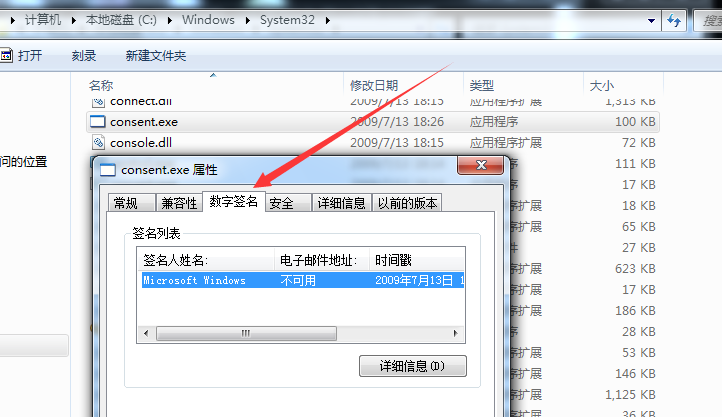 计算机 本地磁盘 (C:) Windows System32
打开 刻录 新建文件夹
名称 修改日期 类型 大小
connect.dll 2009/7/13 18:15 应用程序扩展 1,313 KB
consent.exe 2009/7/13 18:26 应用程序 100 KB
console.dll 2009/7/13 18:15 应用程序扩展 72 KB
问的位置
consent.exe 属性
常规 兼容性 数字签名 安全 详细信息 以前的版本
签名列表
签名人姓名: 电子邮件地址: 时间戳
Microsoft Windows 不可用 2009年7月13日
详细信息(D)
序 111 KB
序 17 KB
序扩展 18 KB
序扩展 65 KB
件 27 KB
序扩展 623 KB
序扩展 17 KB
序扩展 186 KB
序 28 KB
序扩展 53 KB
序扩展 146 KB
序扩展 1,125 KB
序扩展 36 KB